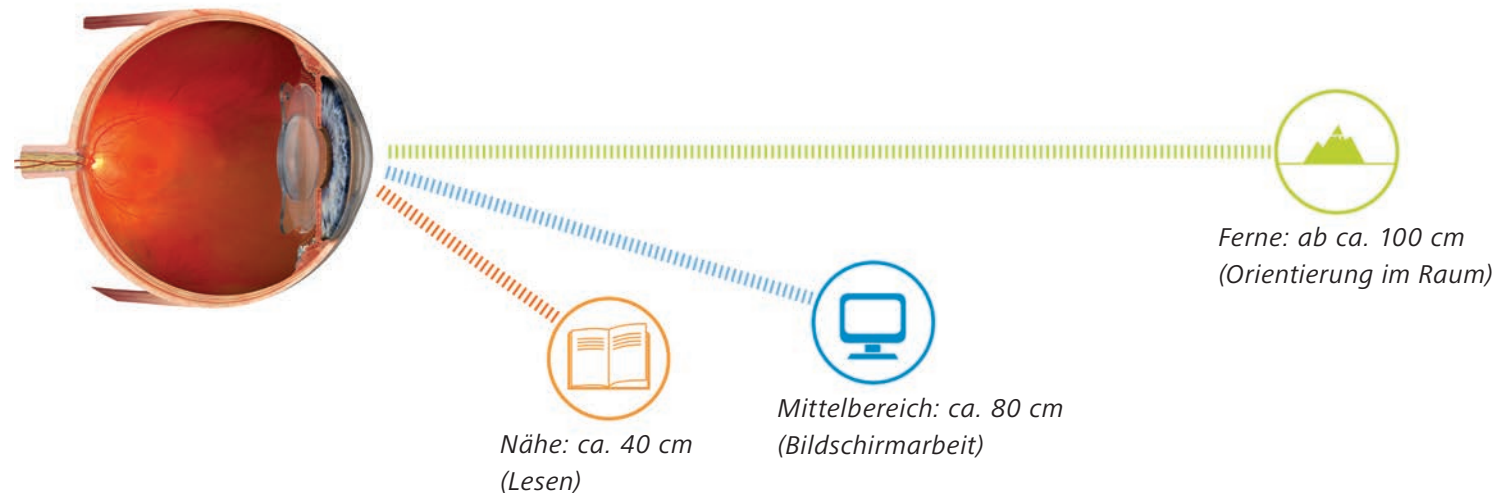 Ferne: ab ca. 100 cm
(Orientierung im Raum)
Mittelbereich: ca. 80 cm
(Bildschirmarbeit)
Nähe: ca. 40 cm
(Lesen)